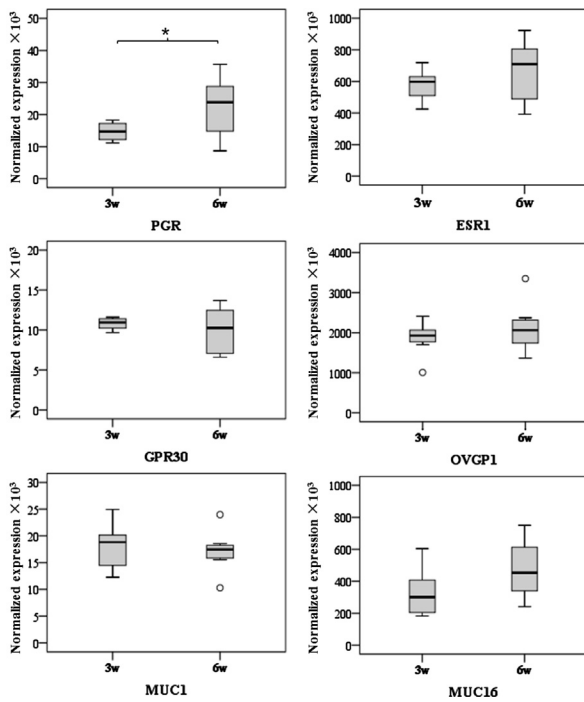 Normalized expression ×10³
50
40
30
20
10
0
*
3w
6w
PGR
Normalized expression ×10³
1000
800
600
400
200
0
3w
6w
ESR1
Normalized expression ×10³
20
15
10
5
0
3w
6w
GPR30
Normalized expression ×10³
4000
3000
2000
1000
0
3w
6w
OVGP1
Normalized expression ×10³
30
25
20
15
10
5
0
3w
6w
MUC1
Normalized expression ×10³
1000
800
600
400
200
0
3w
6w
MUC16